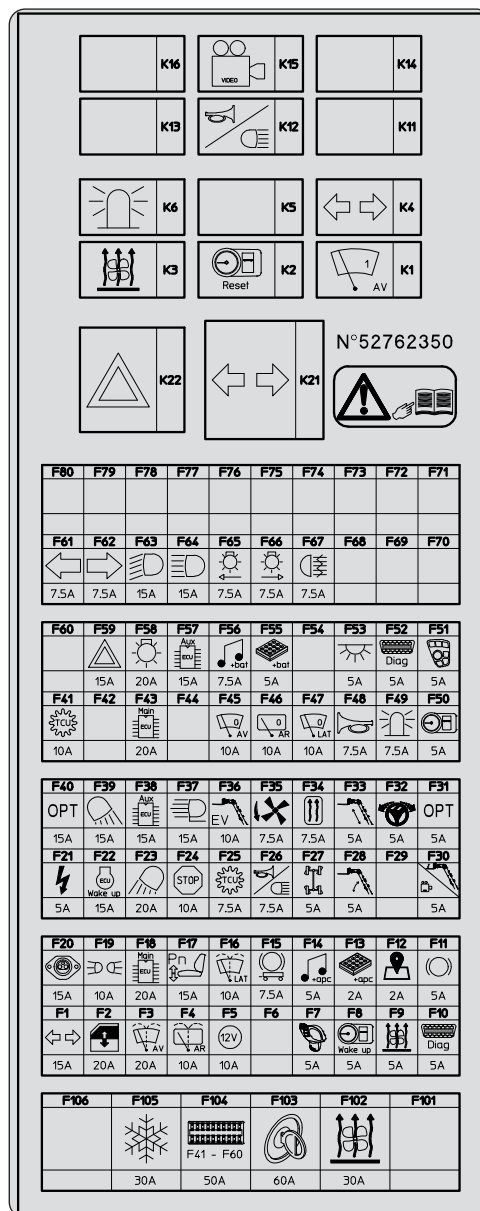 K16 VIDEO K15 K14
K13 K12 K11
K6 K5 K4
K3 Reset K2 1 AV K1
N°52762350
K22 K21
F80 F79 F78 F77 F76 F75 F74 F73 F72 F71
F61 F62 F63 F64 F65 F66 F67 F68 F69 F70
7.5A 7.5A 15A 15A 7.5A 7.5A 7.5A
F60 F59 F58 F57 F56 F55 F54 F53 F52 F51
Aux ECU +bat +bat Diag
15A 20A 15A 7.5A 5A 5A 5A 5A
F41 F42 F43 F44 F45 F46 F47 F48 F49 F50
TCU Main ECU 0 AV 0 AR 0 LAT
10A 20A 10A 10A 10A 7.5A 7.5A 5A
F40 F39 F38 F37 F36 F35 F34 F33 F32 F31
OPT Aux ECU EV OPT
15A 15A 15A 15A 10A 7.5A 7.5A 5A 5A 5A
F21 F22 F23 F24 F25 F26 F27 F28 F29 F30
ECU Wake up STOP TCU
5A 15A 20A 10A 7.5A 7.5A 5A 5A 5A
F20 F19 F18 F17 F16 F15 F14 F13 F12 F11
Main ECU Pn LAT +apc +apc
15A 10A 20A 15A 10A 7.5A 5A 2A 2A 5A
F1 F2 F3 F4 F5 F6 F7 F8 F9 F10
AV AR 12V Wake up Diag
15A 20A 20A 10A 10A 5A 5A 5A 5A
F106 F105 F104 F103 F102 F101
F41 - F60
30A 50A 60A 30A